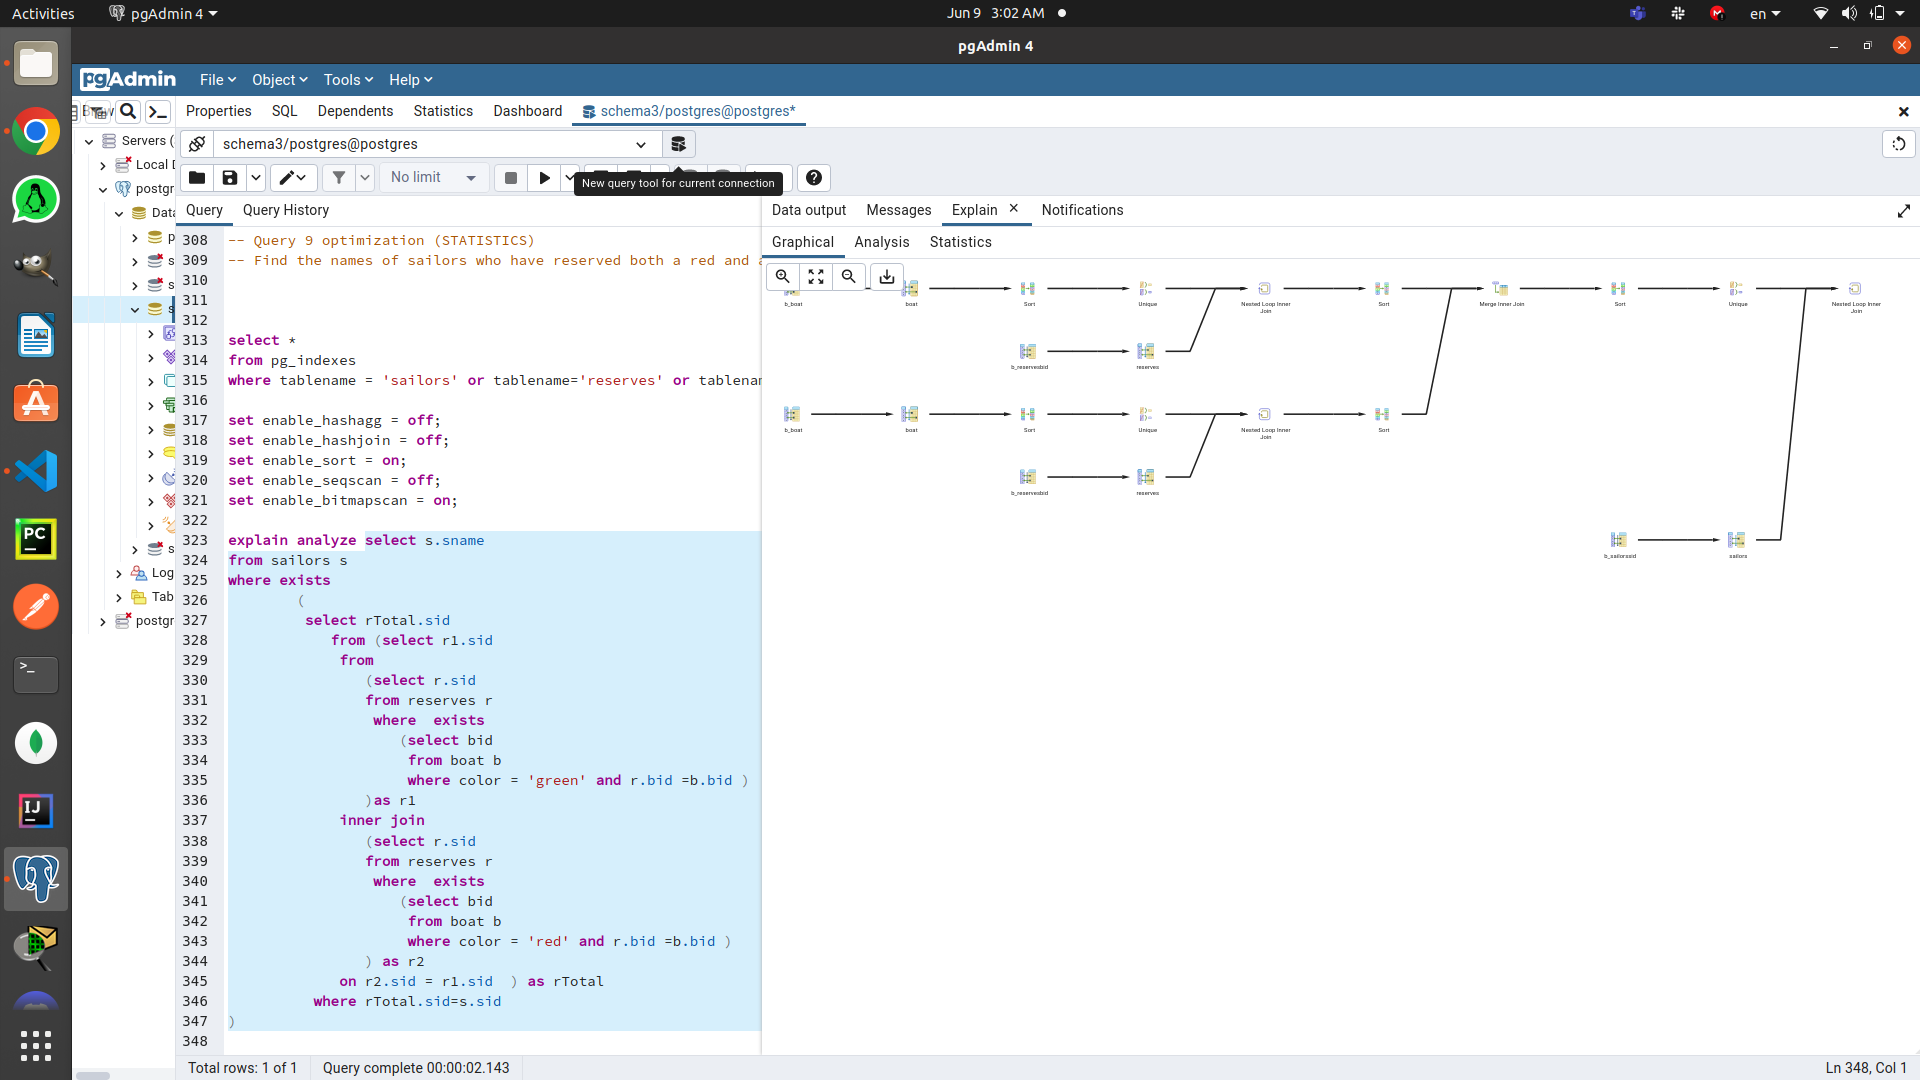 Activities
pgAdmin 4
Jun 9 3:02 AM
en
pgAdmin 4
pgAdmin
File
Object
Tools
Help
Properties
SQL
Dependents
Statistics
Dashboard
schema3/postgres@postgres*
Servers (
Local D
postgr
Data
p
s
s
s
s
Log
Tab
postgr
schema3/postgres@postgres
No limit
New query tool for current connection
Query
Query History
308 -- Query 9 optimization (STATISTICS)
309 -- Find the names of sailors who have reserved both a red and a
310
311
312
313 select *
314 from pg_indexes
315 where tablename = 'sailors' or tablename='reserves' or tablenam
316
317 set enable_hashagg = off;
318 set enable_hashjoin = off;
319 set enable_sort = on;
320 set enable_seqscan = off;
321 set enable_bitmapscan = on;
322
323 explain analyze select s.sname
324 from sailors s
325 where exists
326 (
327 select rTotal.sid
328 from (select r1.sid
329 from
330 (select r.sid
331 from reserves r
332 where exists
333 (select bid
334 from boat b
335 where color = 'green' and r.bid =b.bid )
336 )as r1
337 inner join
338 (select r.sid
339 from reserves r
340 where exists
341 (select bid
342 from boat b
343 where color = 'red' and r.bid =b.bid )
344 ) as r2
345 on r2.sid = r1.sid ) as rTotal
346 where rTotal.sid=s.sid
347 )
348
Data output
Messages
Explain
Notifications
Graphical
Analysis
Statistics
b_boat
boat
Sort
Unique
Nested Loop Inner
Join
Sort
Merge Inner Join
Sort
Unique
Nested Loop Inner
Join
b_reservesbid
reserves
b_boat
boat
Sort
Unique
Nested Loop Inner
Join
Sort
b_reservesbid
reserves
b_sailorssid
sailors
Total rows: 1 of 1
Query complete 00:00:02.143
Ln 348, Col 1